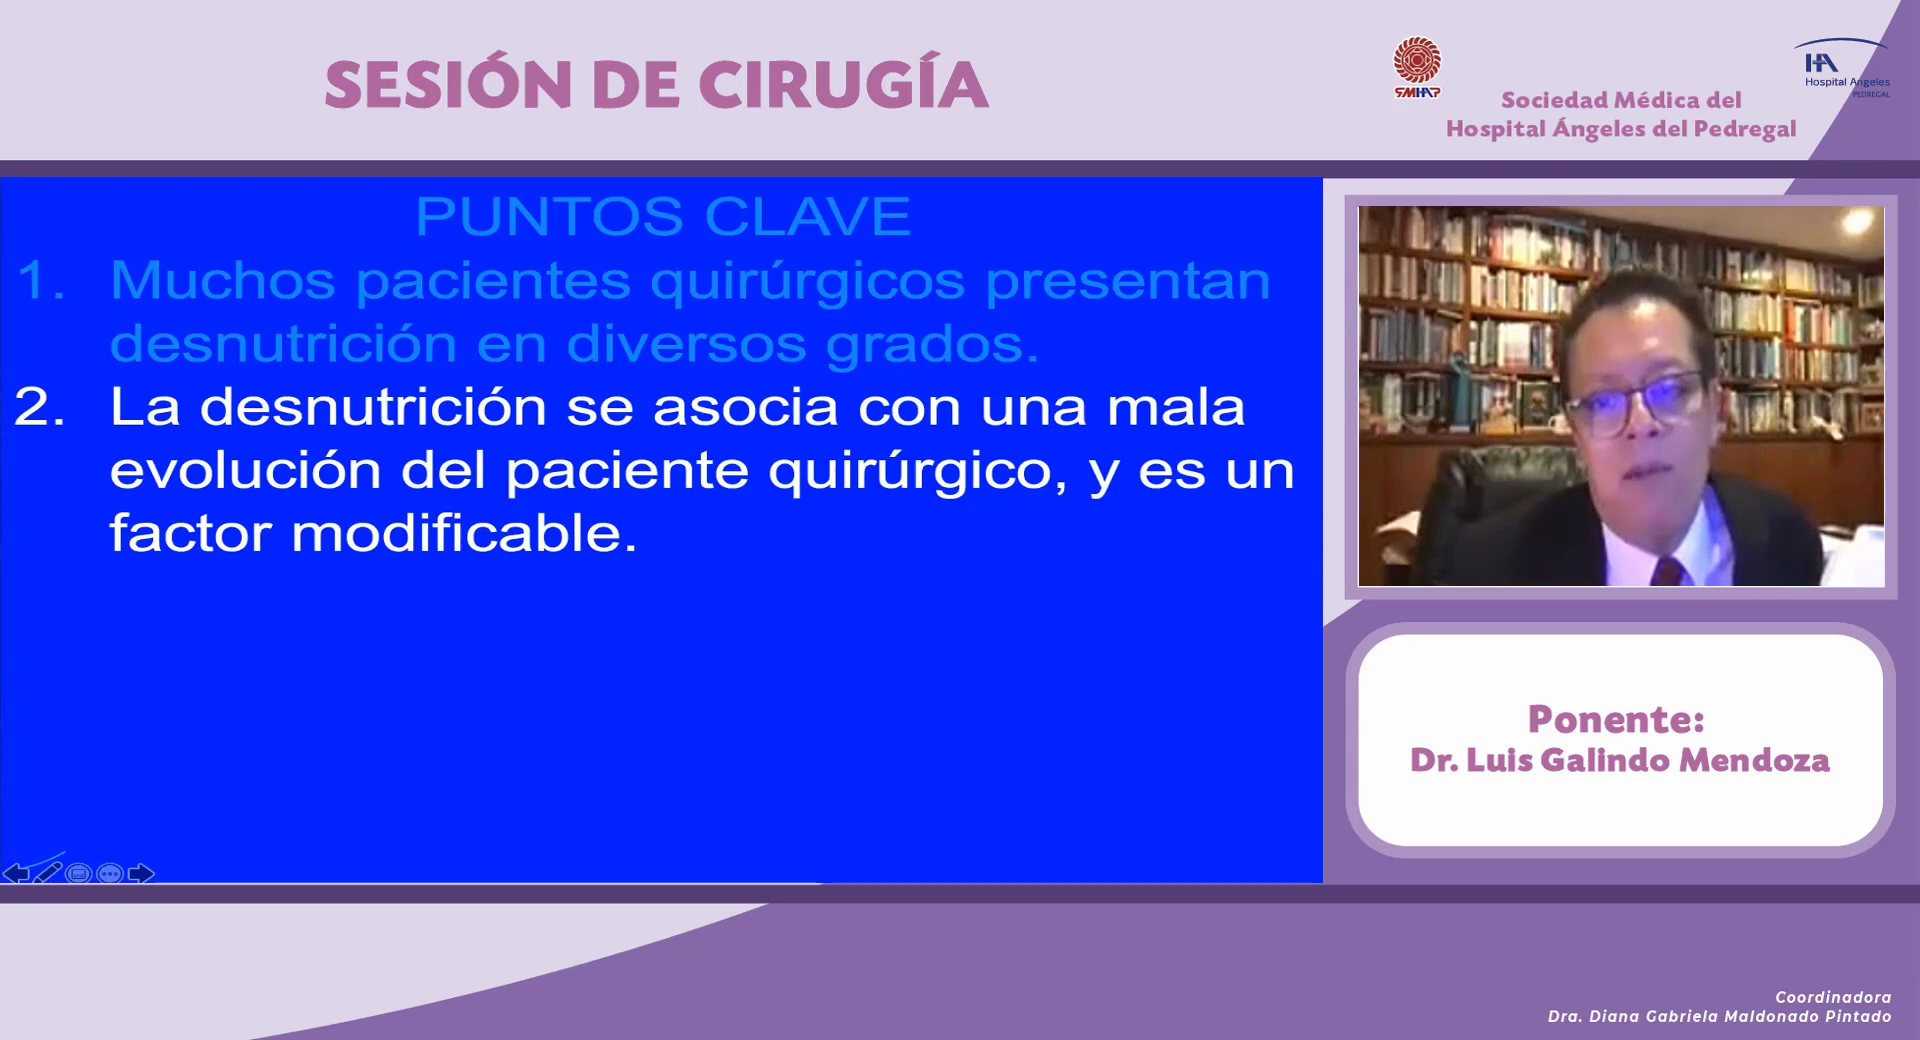 SESIÓN DE CIRUGÍA
SMHAP
Sociedad Médica del
Hospital Ángeles del Pedregal
HA
Hospital Angeles
PEDREGAL
PUNTOS CLAVE
1. Muchos pacientes quirúrgicos presentan
desnutrición en diversos grados.
2. La desnutrición se asocia con una mala
evolución del paciente quirúrgico, y es un
factor modificable.
Ponente:
Dr. Luis Galindo Mendoza
Coordinadora
Dra. Diana Gabriela Maldonado Pintado